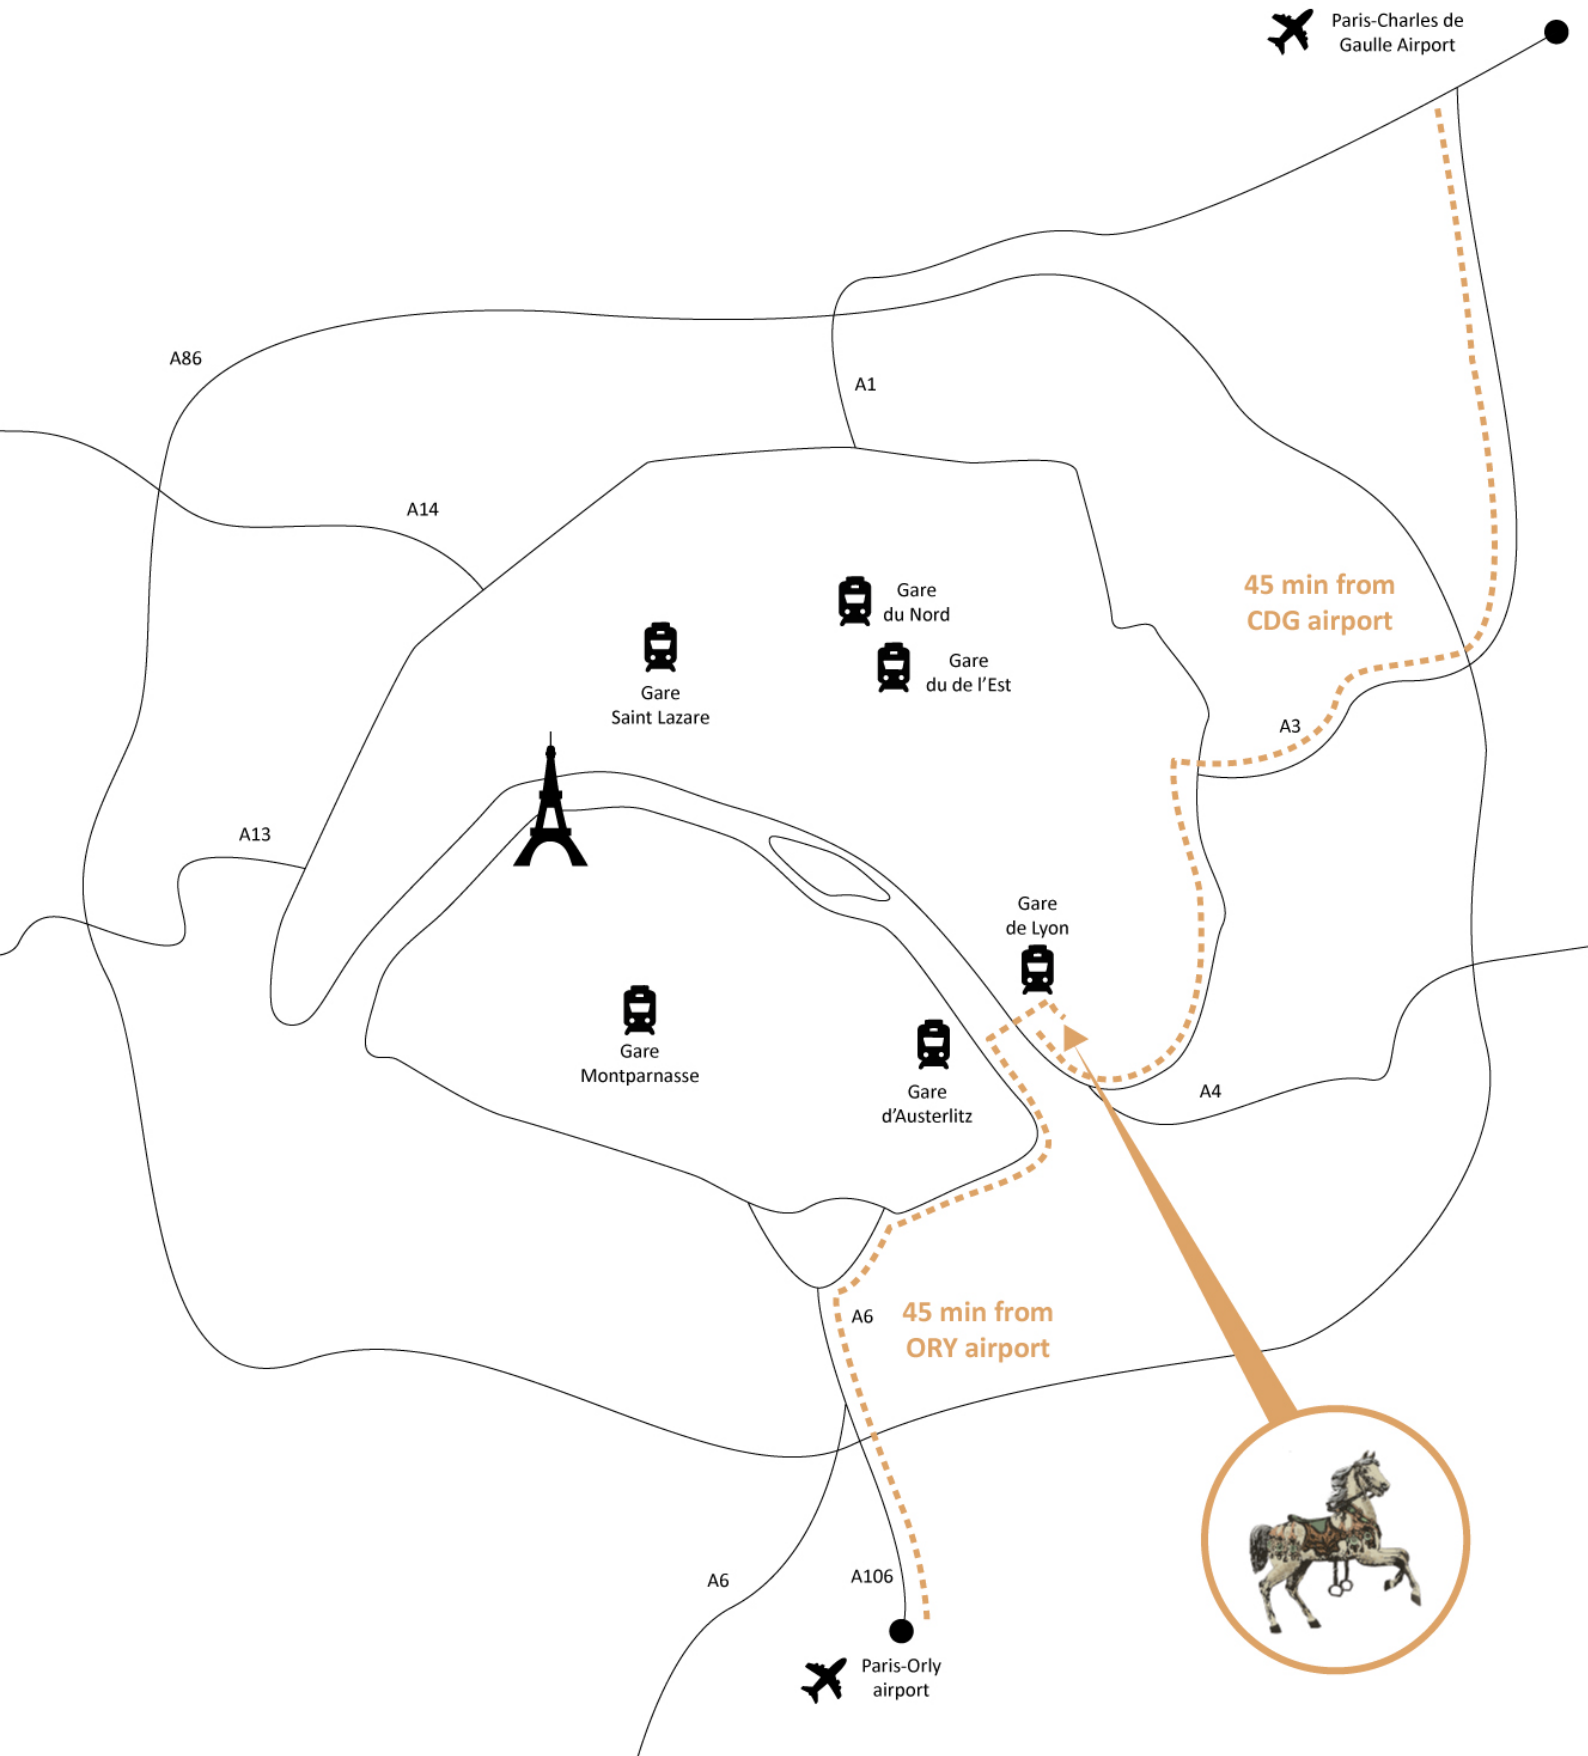 Paris-Charles de
Gaulle Airport
A86
A1
A14
45 min from
CDG airport
Gare
du Nord
Gare
du de l'Est
Gare
Saint Lazare
A3
A13
Gare
de Lyon
Gare
Montparnasse
Gare
d'Austerlitz
A4
A6
45 min from
ORY airport
A6
A106
Paris-Orly
airport